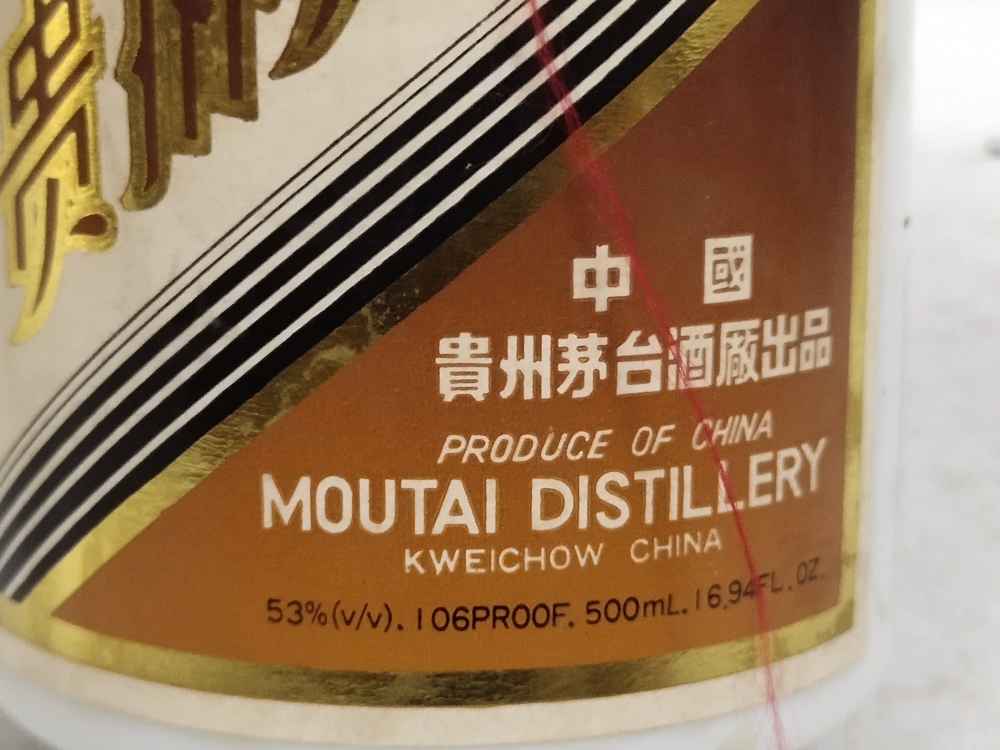 中國
貴州茅台酒厰出品
PRODUCE OF CHINA
MOUTAI DISTILLERY
KWEICHOW CHINA
53%(v/v). 106PROOF. 500mL. 16.94FL.OZ.